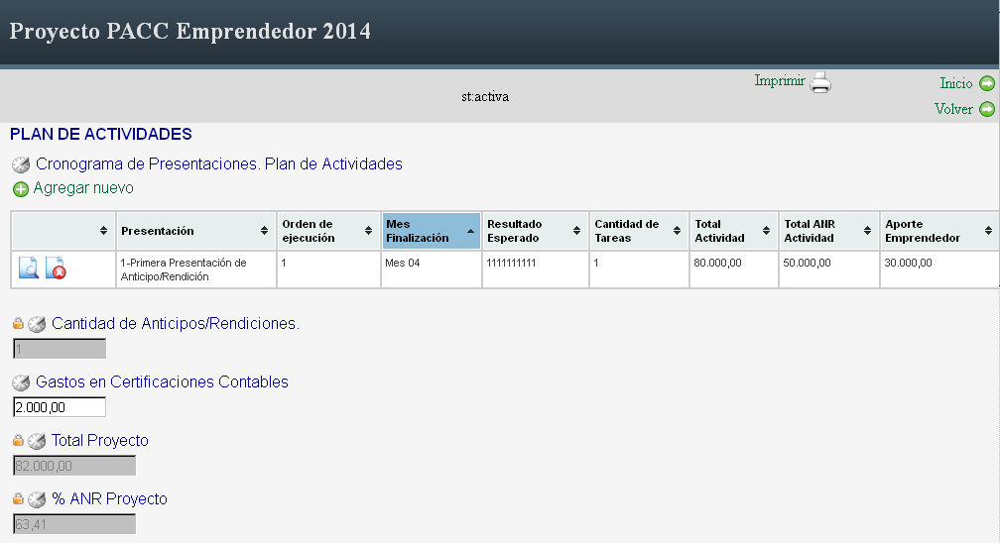 Proyecto PACC Emprendedor 2014
Imprimir
Inicio
st:activa
Volver
PLAN DE ACTIVIDADES
Cronograma de Presentaciones. Plan de Actividades
Agregar nuevo
Presentación
Orden de
ejecución
Mes
Finalización
Resultado
Esperado
Cantidad de
Tareas
Total
Actividad
Total ANR
Actividad
Aporte
Emprendedor
1-Primera Presentación de
Anticipo/Rendición
1
Mes 04
1111111111
1
80.000,00
50.000,00
30.000,00
Cantidad de Anticipos/Rendiciones.
1
Gastos en Certificaciones Contables
2.000,00
Total Proyecto
82.000,00
% ANR Proyecto
63,41